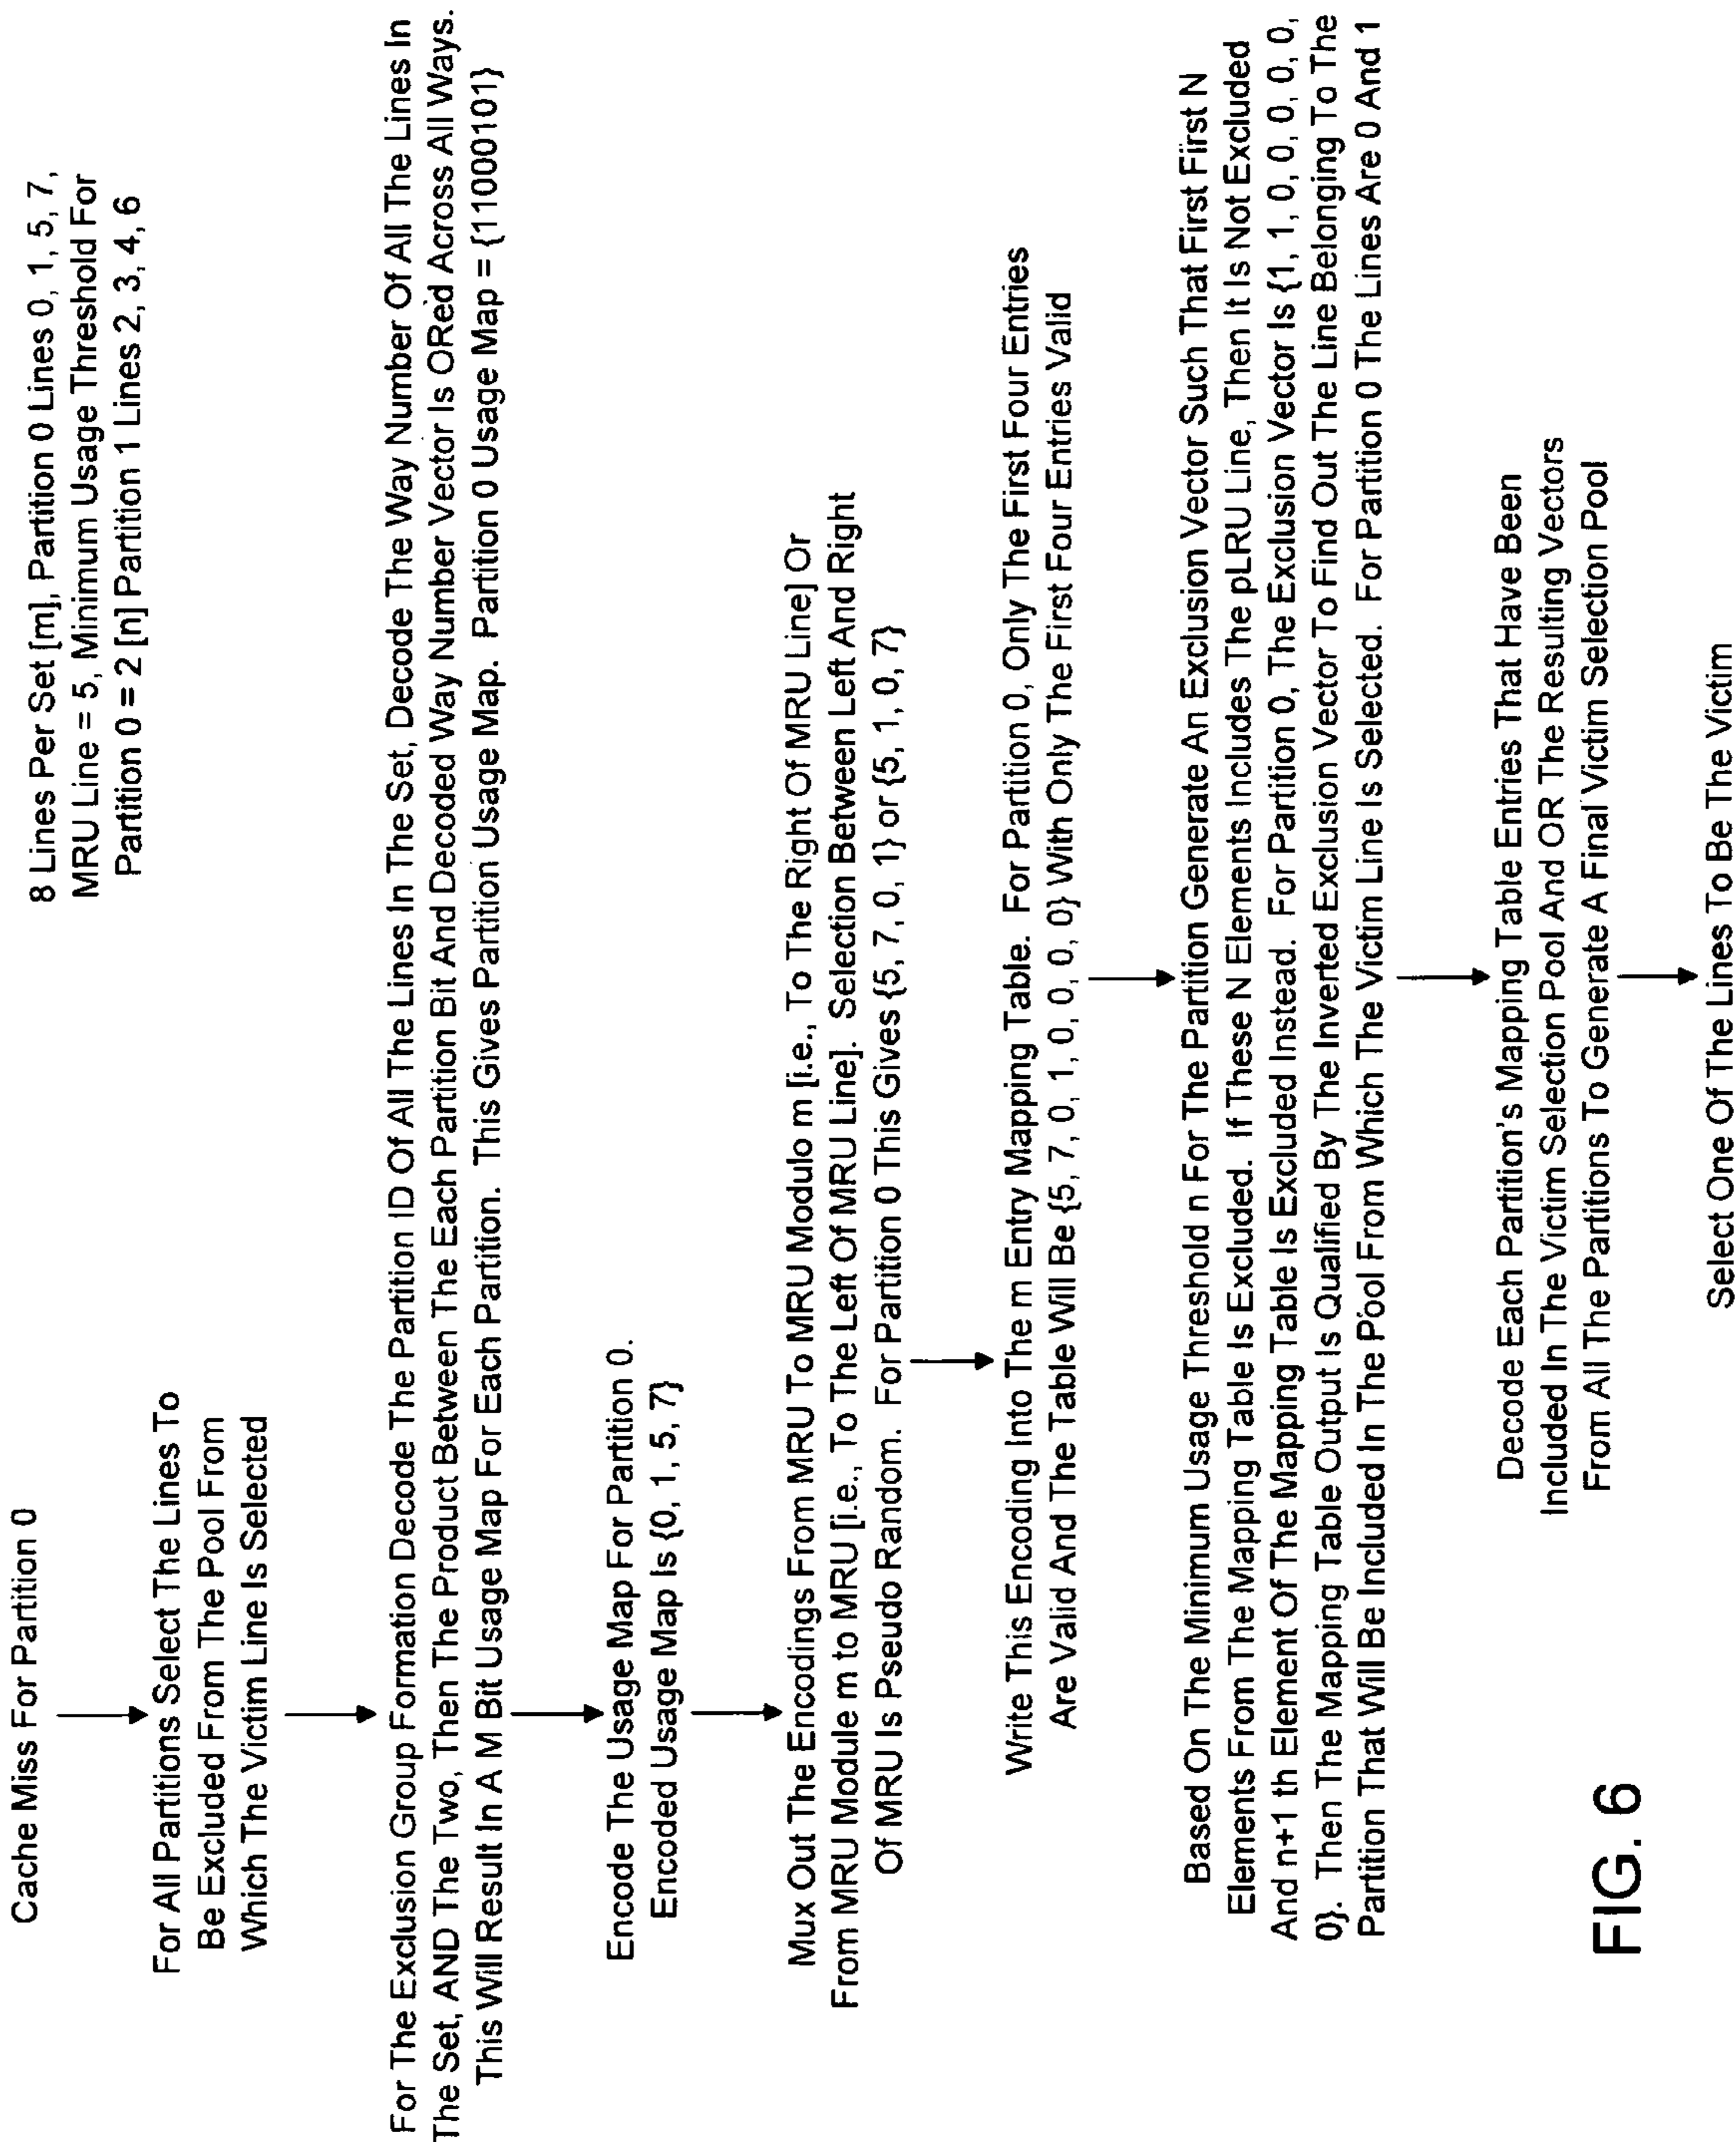 8 Lines Per Set [m], Partition 0 Lines 0, 1, 5, 7,
MRU Line = 5, Minimum Usage Threshold For
Partition 0 = 2 [n] Partition 1 Lines 2, 3, 4, 6
Cache Miss For Partition 0
For All Partitions Select The Lines To
Be Excluded From The Pool From
Which The Victim Line Is Selected
For The Exclusion Group Formation Decode The Partition ID Of All The Lines In The Set, Decode The Way Number Of All The Lines In
The Set, AND The Two, Then The Product Between The Each Partition Bit And Decoded Way Number Vector Is ORed Across All Ways.
This Will Result In A M Bit Usage Map For Each Partition. This Gives Partition Usage Map. Partition 0 Usage Map = {11000101}
Encode The Usage Map For Partition 0.
Encoded Usage Map Is {0, 1, 5, 7}
Mux Out The Encodings From MRU To MRU Modulo m [i.e., To The Right Of MRU Line] Or
From MRU Module m to MRU [i.e., To The Left Of MRU Line]. Selection Between Left And Right
Of MRU Is Pseudo Random. For Partition 0 This Gives {5, 7, 0, 1} or {5, 1, 0, 7}
Write This Encoding Into The m Entry Mapping Table. For Partition 0, Only The First Four Entries
Are Valid And The Table Will Be {5, 7, 0, 1, 0, 0, 0, 0} With Only The First Four Entries Valid
Based On The Minimum Usage Threshold n For The Partition Generate An Exclusion Vector Such That First First N
Elements From The Mapping Table Is Excluded. If These N Elements Includes The pLRU Line, Then It Is Not Excluded
And n+1 th Element Of The Mapping Table Is Excluded Instead. For Partition 0, The Exclusion Vector Is {1, 1, 0, 0, 0, 0, 0,
0}. Then The Mapping Table Output Is Qualified By The Inverted Exclusion Vector To Find Out The Line Belonging To The
Partition That Will Be Included In The Pool From Which The Victim Line Is Selected. For Partition 0 The Lines Are 0 And 1
Decode Each Partition's Mapping Table Entries That Have Been
Included In The Victim Selection Pool And OR The Resulting Vectors
From All The Partitions To Generate A Final Victim Selection Pool
Select One Of The Lines To Be The Victim
FIG. 6